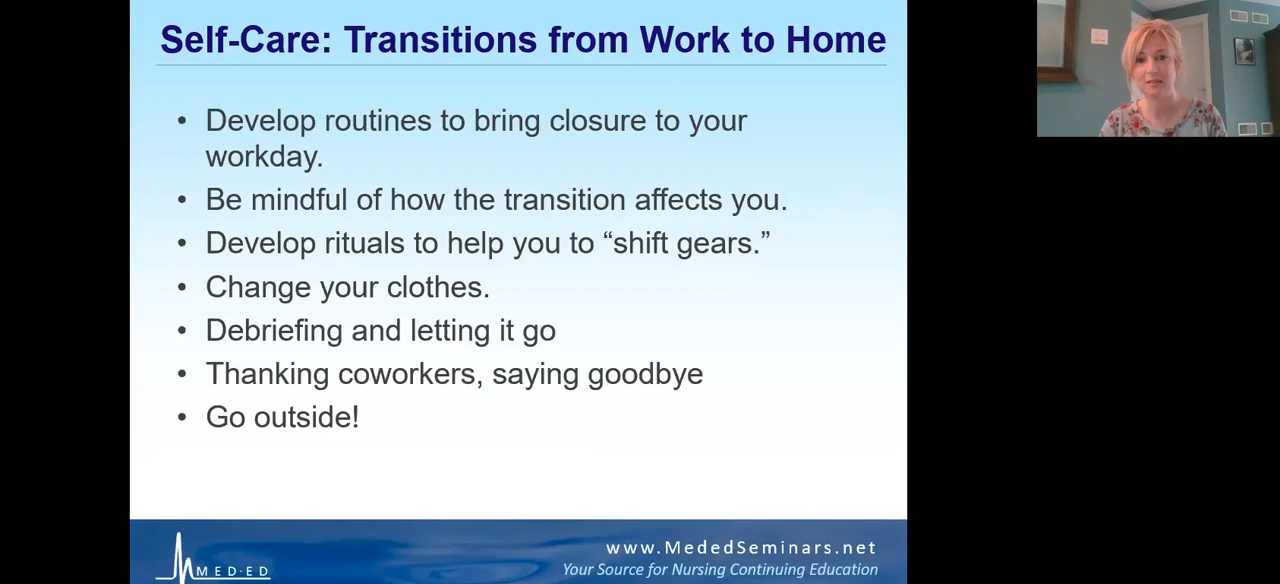 Self-Care: Transitions from Work to Home
• Develop routines to bring closure to your
workday.
• Be mindful of how the transition affects you.
• Develop rituals to help you to “shift gears.”
• Change your clothes.
• Debriefing and letting it go
• Thanking coworkers, saying goodbye
• Go outside!
MED·ED
www.MededSeminars.net
Your Source for Nursing Continuing Education